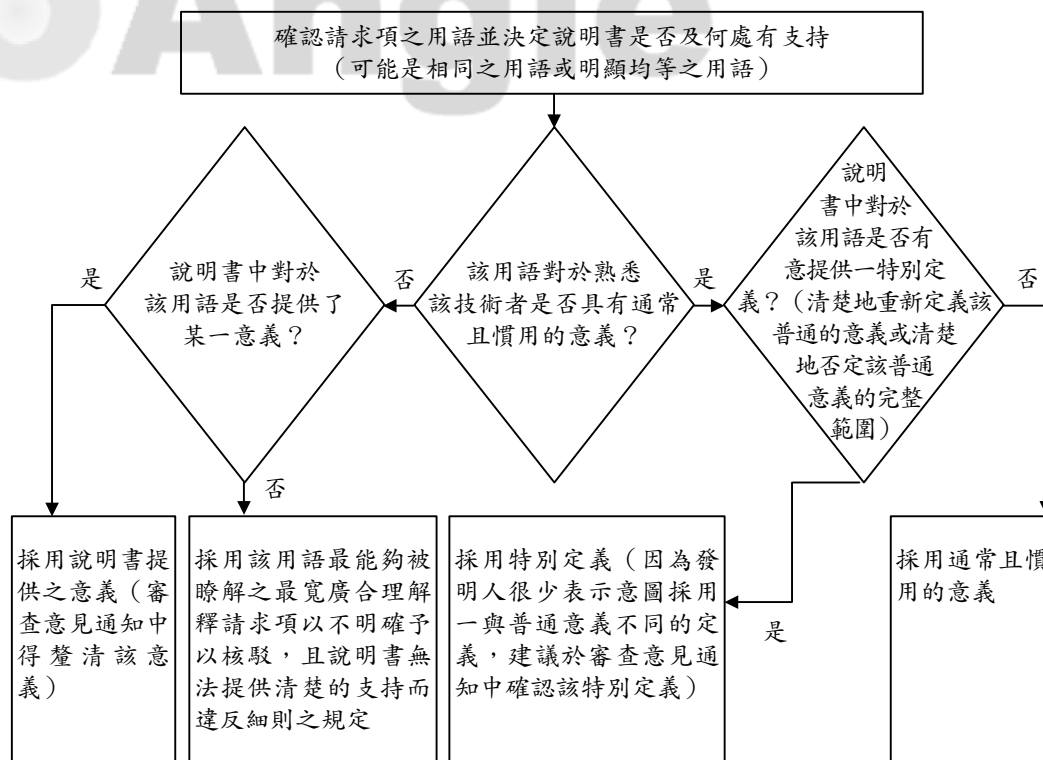 Angle
確認請求項之用語並決定說明書是否及何處有支持
（可能是相同之用語或明顯均等之用語）
是
說明書中對於
該用語是否提供了
某一意義？
否
該用語對於熟悉
該技術者是否具有通常
且慣用的意義？
是
說明
書中對於
該用語是否有
意提供一特別定
義？（清楚地重新定義該
普通的意義或清楚
地否定該普通
意義的完整
範圍）
否
否
是
採用說明書提
供之意義（審
查意見通知中
得釐清該意
義）
採用該用語最能夠被
瞭解之最寬廣合理解
釋請求項以不明確予
以核駁，且說明書無
法提供清楚的支持而
違反細則之規定
採用特別定義（因為發
明人很少表示意圖採用
一與普通意義不同的定
義，建議於審查意見通
知中確認該特別定義）
採用通常且慣
用的意義